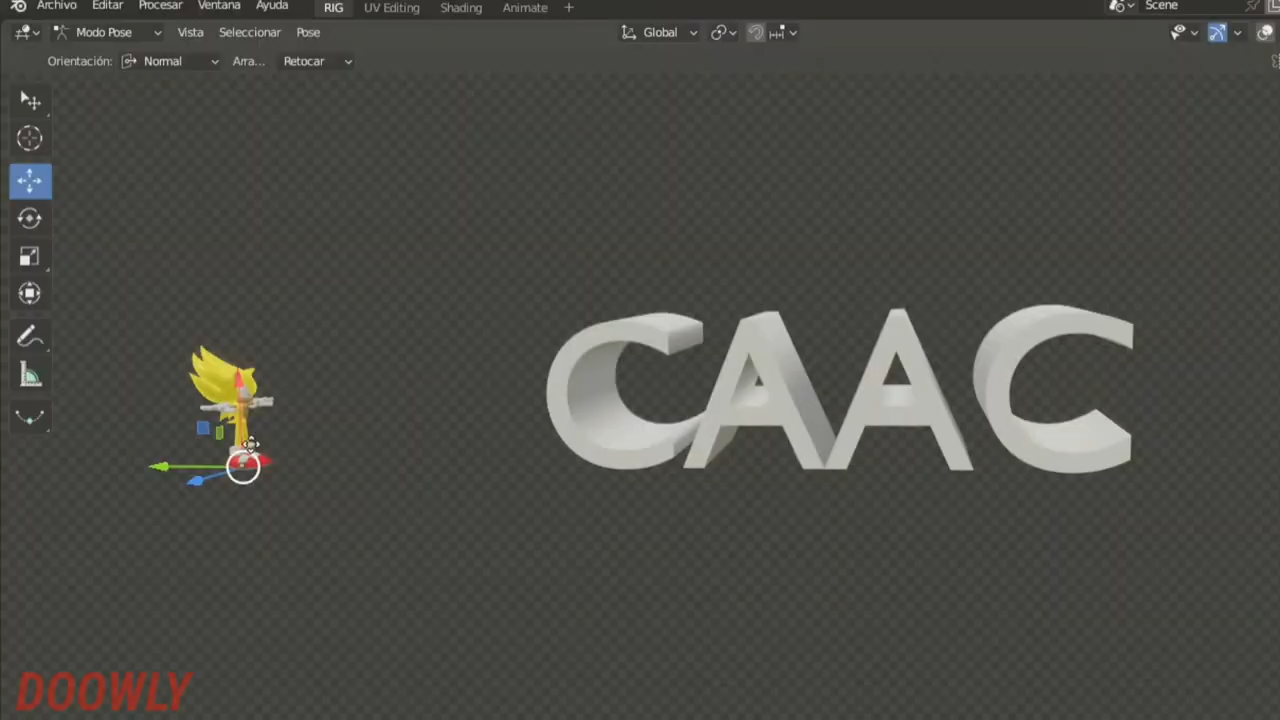 Archivo Editar Procesar Ventana Ayuda RIG UV Editing Shading Animate + Scene
Modo Pose Vista Seleccionar Pose Global
Orientación: Normal Arra... Retocar
CAAC
DOOWLY